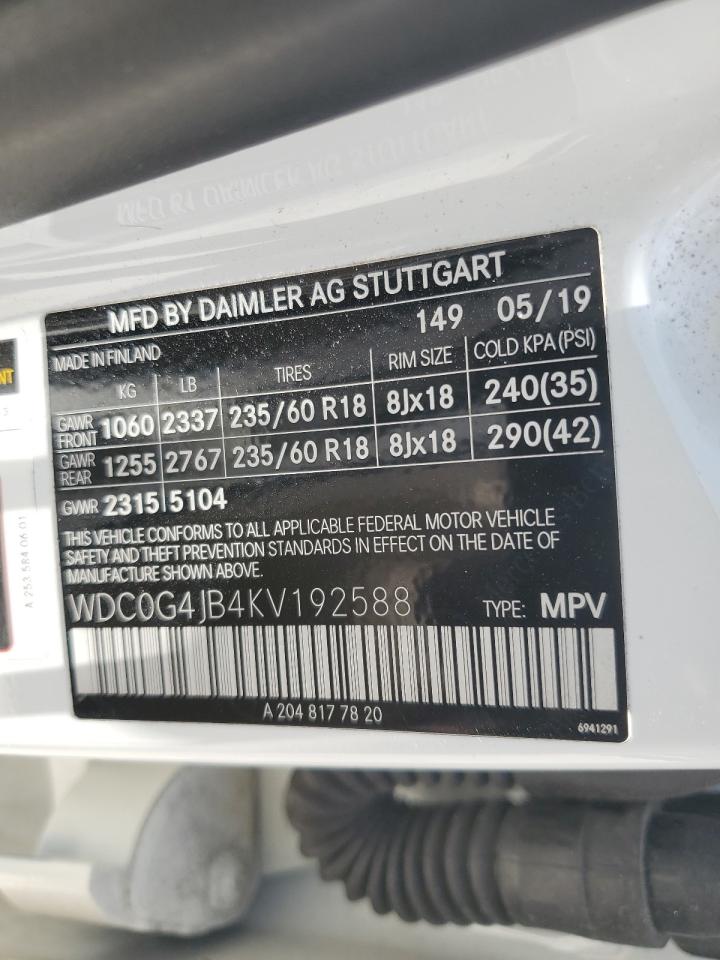 MFD BY DAIMLER AG STUTTGART
149 05/19
MADE IN FINLAND
KG LB TIRES RIM SIZE COLD KPA (PSI)
GAWR FRONT 1060 2337 235/60 R18 8Jx18 240(35)
GAWR REAR 1255 2767 235/60 R18 8Jx18 290(42)
GVWR 2315 5104
THIS VEHICLE CONFORMS TO ALL APPLICABLE FEDERAL MOTOR VEHICLE
SAFETY AND THEFT PREVENTION STANDARDS IN EFFECT ON THE DATE OF
MANUFACTURE SHOWN ABOVE.
WDC0G4JB4KV192588 TYPE: MPV
A 204 817 78 20
6941291
A 253 584 06 01